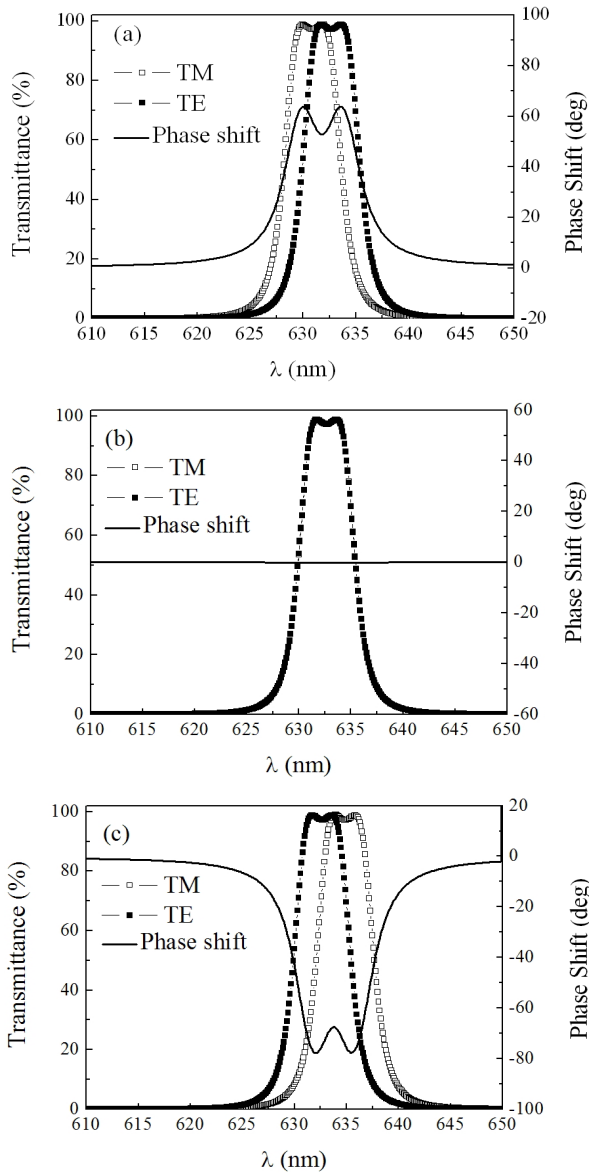 (a)
TM
TE
Phase shift
Transmittance (%)
100
80
60
40
20
0
Phase Shift (deg)
100
80
60
40
20
0
-20
610 615 620 625 630 635 640 645 650
λ (nm)
(b)
TM
TE
Phase shift
Transmittance (%)
100
80
60
40
20
0
Phase Shift (deg)
60
40
20
0
-20
-40
-60
610 615 620 625 630 635 640 645 650
λ (nm)
(c)
TM
TE
Phase shift
Transmittance (%)
100
80
60
40
20
0
Phase Shift (deg)
20
0
-20
-40
-60
-80
-100
610 615 620 625 630 635 640 645 650
λ (nm)